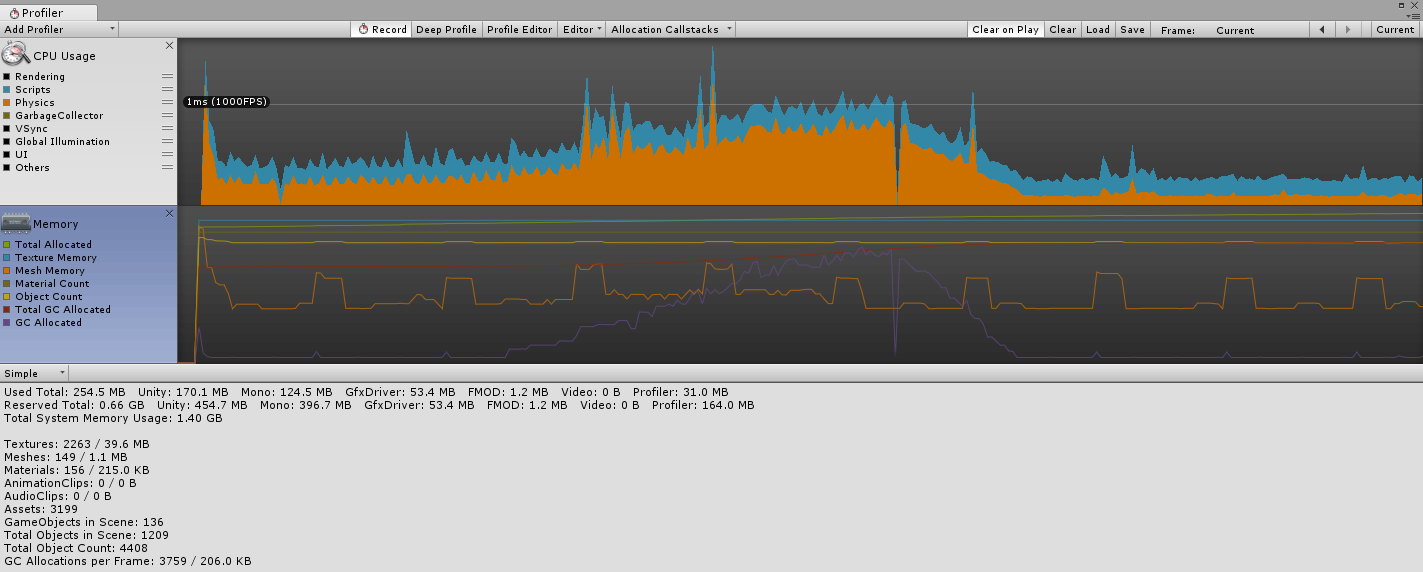 Profiler
Add Profiler Record Deep Profile Profile Editor Editor Allocation Callstacks Clear on Play Clear Load Save Frame: Current Current
CPU Usage
Rendering
Scripts
Physics
GarbageCollector
VSync
Global Illumination
UI
Others
1ms (1000FPS)
Memory
Total Allocated
Texture Memory
Mesh Memory
Material Count
Object Count
Total GC Allocated
GC Allocated
Simple
Used Total: 254.5 MB Unity: 170.1 MB Mono: 124.5 MB GfxDriver: 53.4 MB FMOD: 1.2 MB Video: 0 B Profiler: 31.0 MB
Reserved Total: 0.66 GB Unity: 454.7 MB Mono: 396.7 MB GfxDriver: 53.4 MB FMOD: 1.2 MB Video: 0 B Profiler: 164.0 MB
Total System Memory Usage: 1.40 GB
Textures: 2263 / 39.6 MB
Meshes: 149 / 1.1 MB
Materials: 156 / 215.0 KB
AnimationClips: 0 / 0 B
AudioClips: 0 / 0 B
Assets: 3199
GameObjects in Scene: 136
Total Objects in Scene: 1209
Total Object Count: 4408
GC Allocations per Frame: 3759 / 206.0 KB